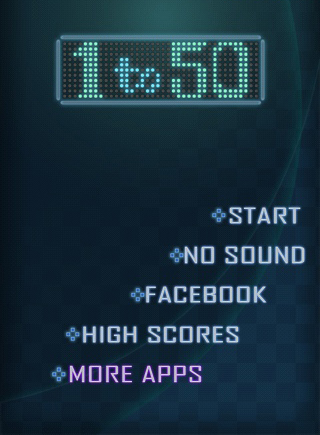 1 to 50
START
NO SOUND
FACEBOOK
HIGH SCORES
MORE APPS